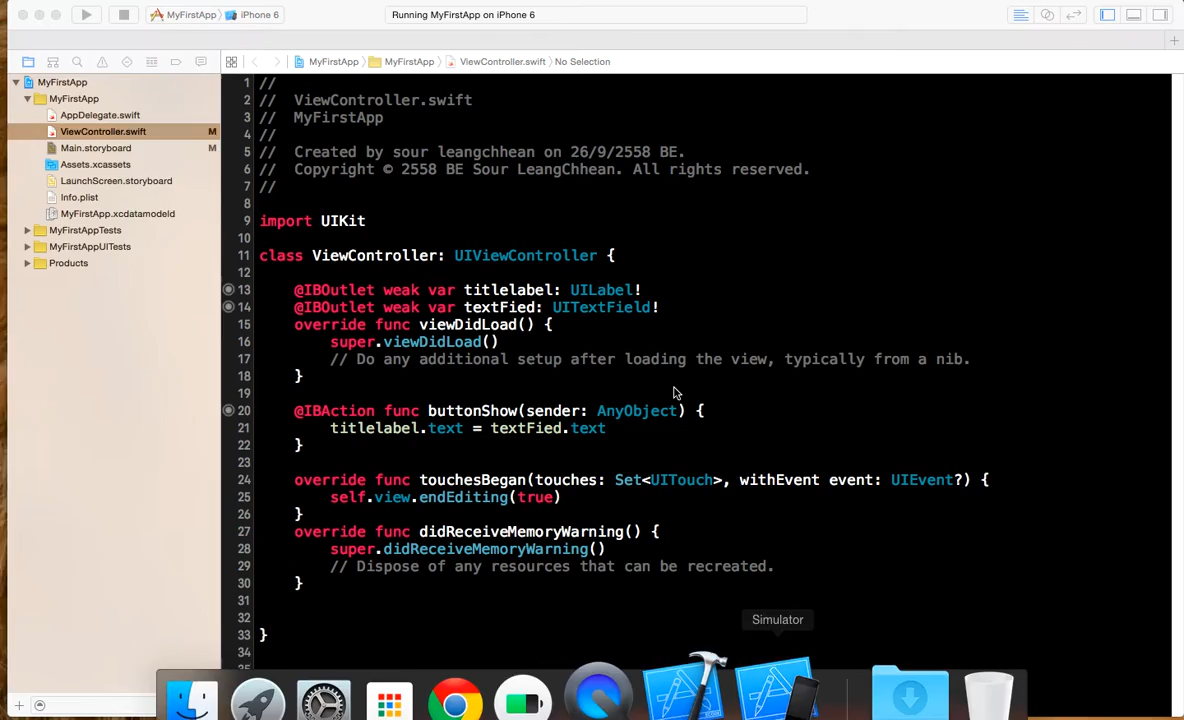 MyFirstApp
iPhone 6
Running MyFirstApp on iPhone 6
MyFirstApp
MyFirstApp
ViewController.swift
No Selection
MyFirstApp
MyFirstApp
AppDelegate.swift
ViewController.swift M
Main.storyboard M
Assets.xcassets
LaunchScreen.storyboard
Info.plist
MyFirstApp.xcdatamodeld
MyFirstAppTests
MyFirstAppUITests
Products
1 //
2 //  ViewController.swift
3 //  MyFirstApp
4 //
5 //  Created by sour leangchhean on 26/9/2558 BE.
6 //  Copyright © 2558 BE Sour LeangChhean. All rights reserved.
7 //
8
9 import UIKit
10
11 class ViewController: UIViewController {
12
13     @IBOutlet weak var titlelabel: UILabel!
14     @IBOutlet weak var textFied: UITextField!
15     override func viewDidLoad() {
16         super.viewDidLoad()
17         // Do any additional setup after loading the view, typically from a nib.
18     }
19
20     @IBAction func buttonShow(sender: AnyObject) {
21         titlelabel.text = textFied.text
22     }
23
24     override func touchesBegan(touches: Set<UITouch>, withEvent event: UIEvent?) {
25         self.view.endEditing(true)
26     }
27     override func didReceiveMemoryWarning() {
28         super.didReceiveMemoryWarning()
29         // Dispose of any resources that can be recreated.
30     }
31
32
33 }
34
35
Simulator